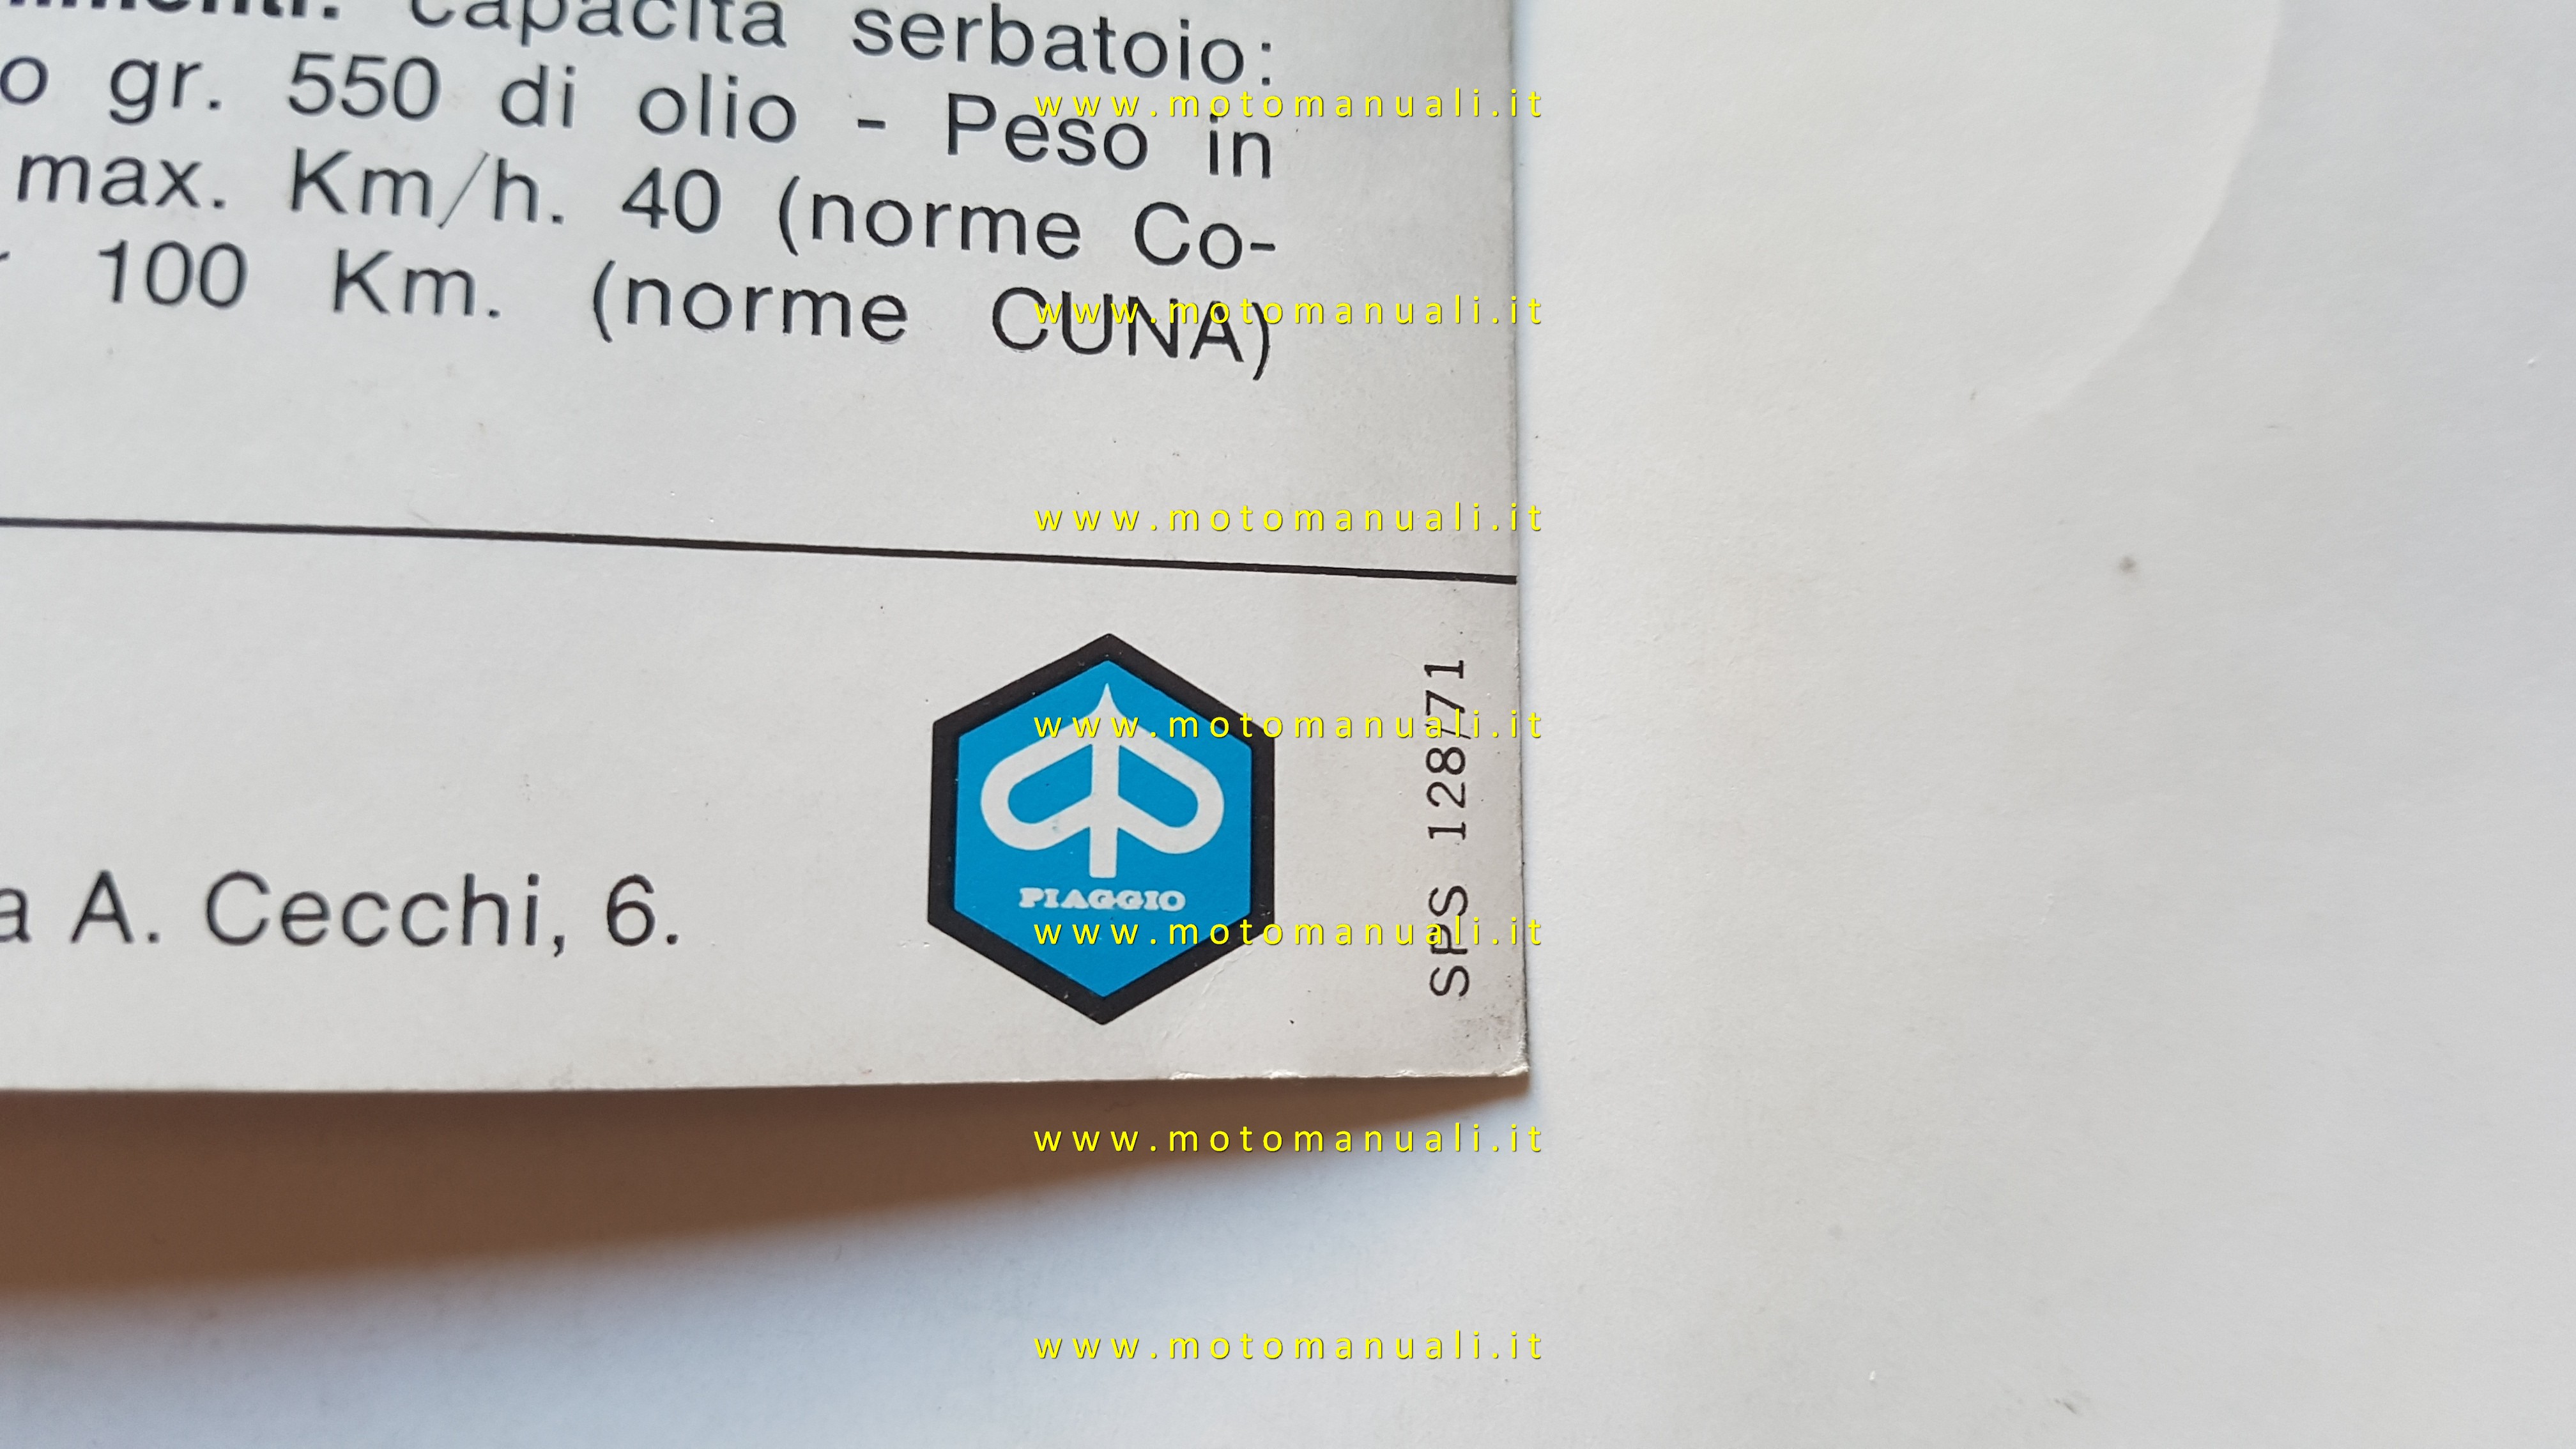 capacità serbatoio:
o gr. 550 di olio - Peso in
max. Km/h. 40 (norme Co-
100 Km. (norme CUNA)
a A. Cecchi, 6.
PIAGGIO
SPS 128/71
www.motomanuali.it
www.motomanuali.it
www.motomanuali.it
www.motomanuali.it
www.motomanuali.it
www.motomanuali.it
www.motomanuali.it